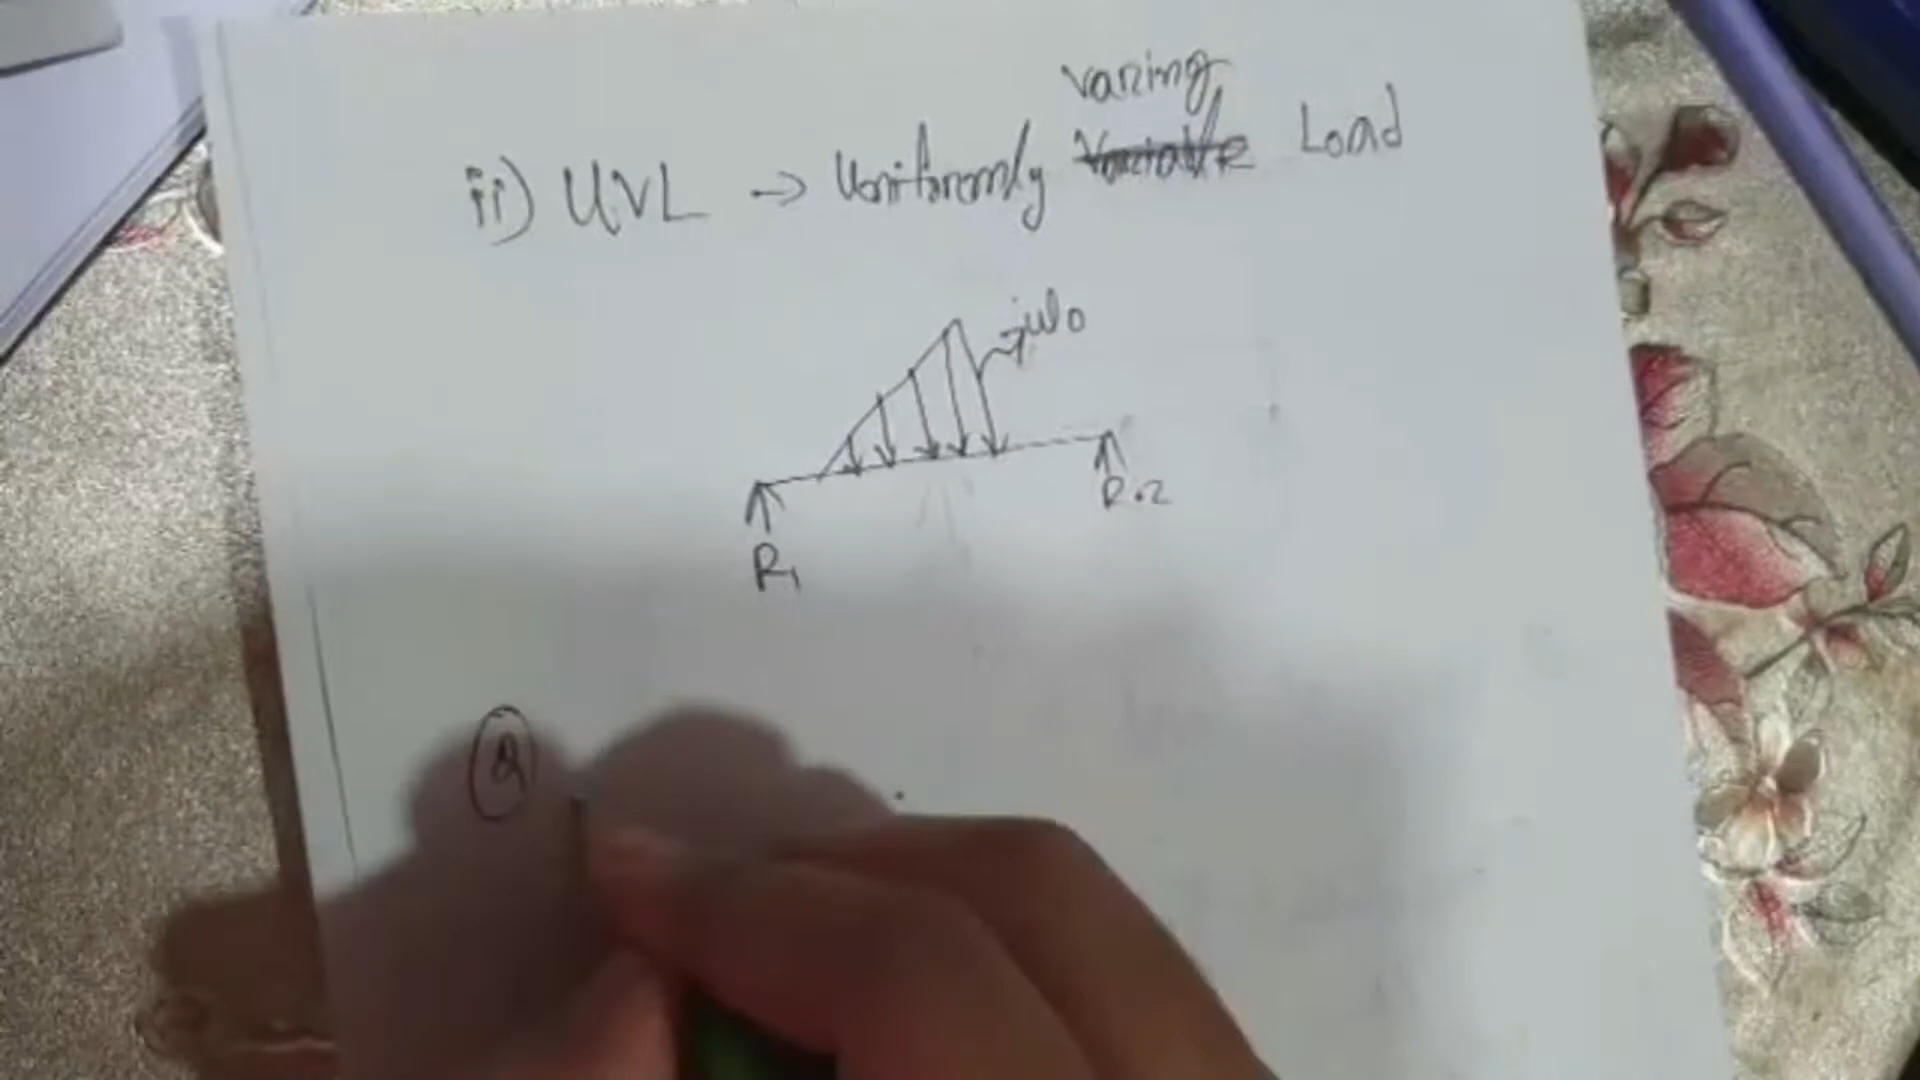 varing
ii) UVL → Uniformly Variable Load
w0
R1
R2